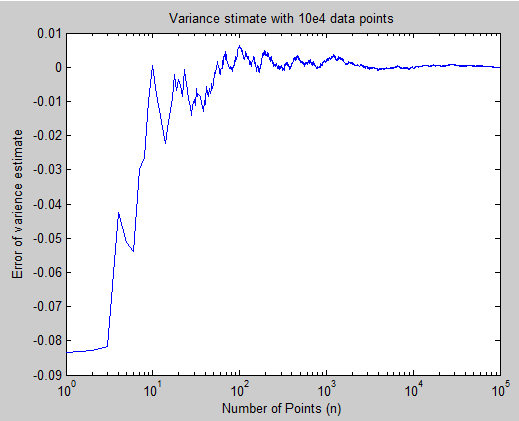 Variance stimate with 10e4 data points
0.01
0
-0.01
-0.02
-0.03
-0.04
-0.05
-0.06
-0.07
-0.08
-0.09
Error of varience estimate
10^0 10^1 10^2 10^3 10^4 10^5
Number of Points (n)